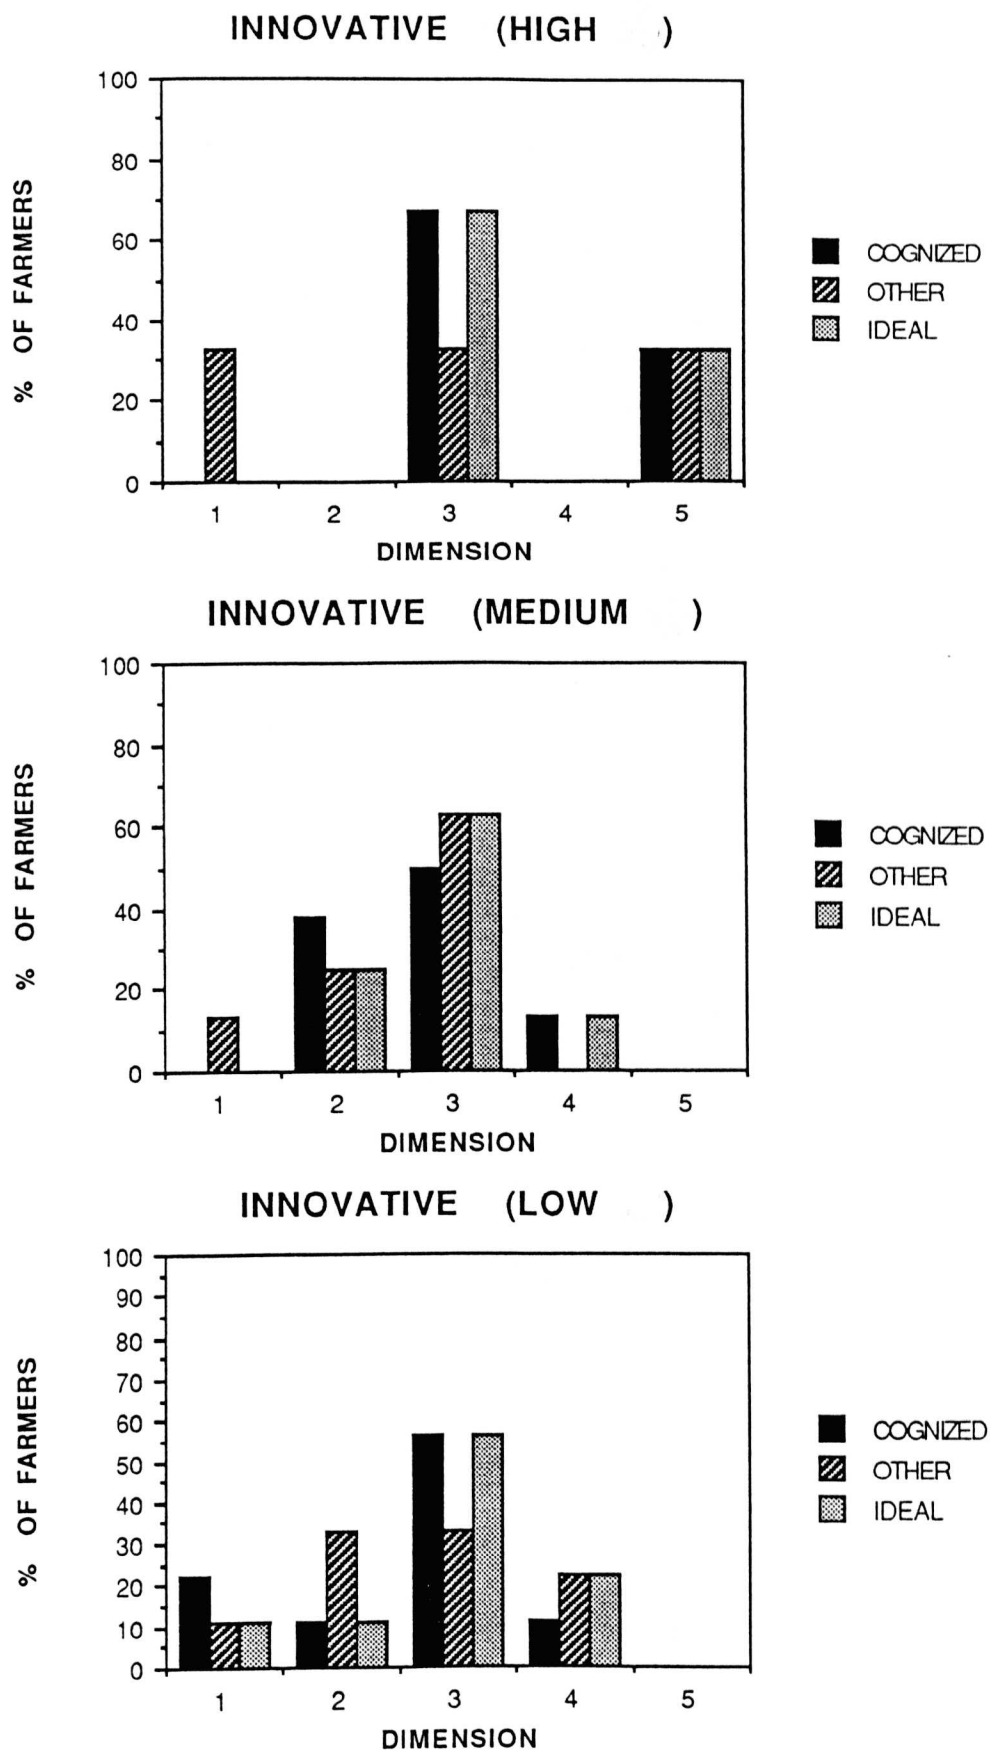 INNOVATIVE (HIGH )
100
80
60
40
20
0
% OF FARMERS
1 2 3 4 5
DIMENSION
COGNIZED
OTHER
IDEAL
INNOVATIVE (MEDIUM )
100
80
60
40
20
0
% OF FARMERS
1 2 3 4 5
DIMENSION
COGNIZED
OTHER
IDEAL
INNOVATIVE (LOW )
100
90
80
70
60
50
40
30
20
10
0
% OF FARMERS
1 2 3 4 5
DIMENSION
COGNIZED
OTHER
IDEAL